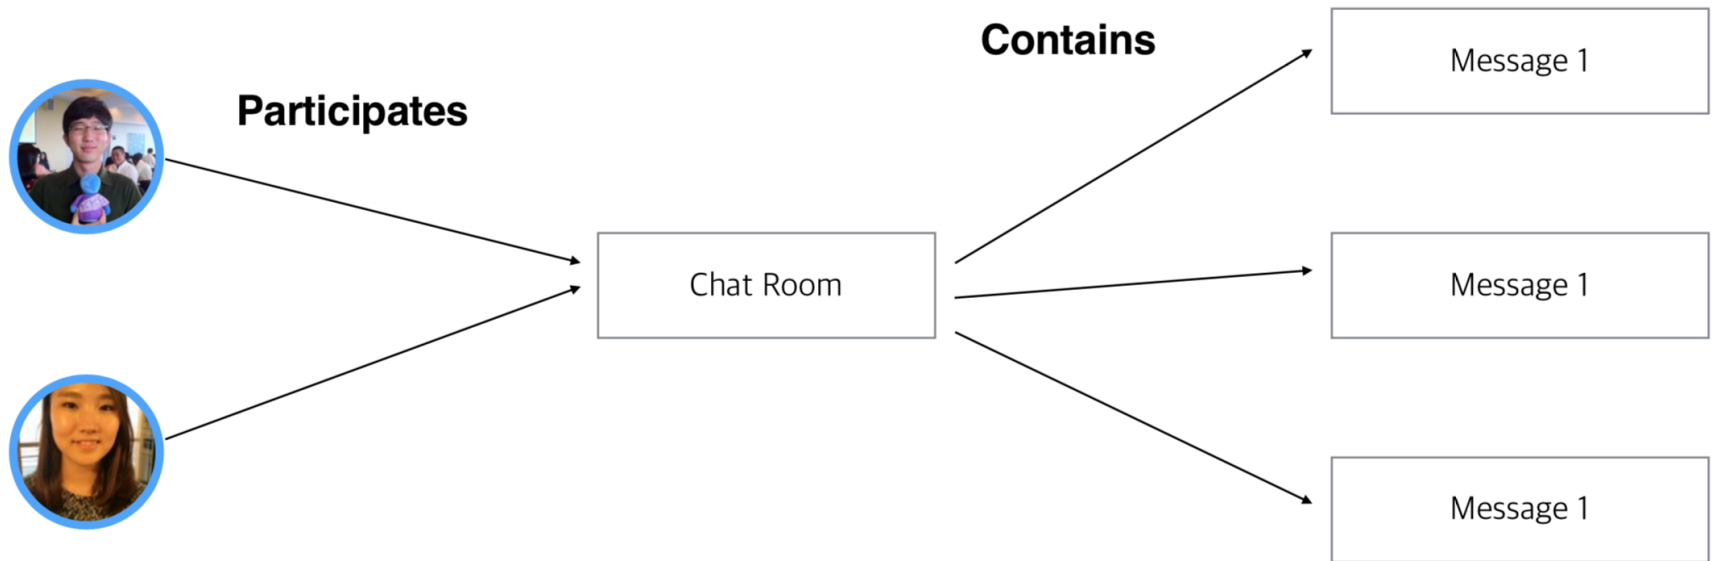 Participates
Contains
Chat Room
Message 1
Message 1
Message 1